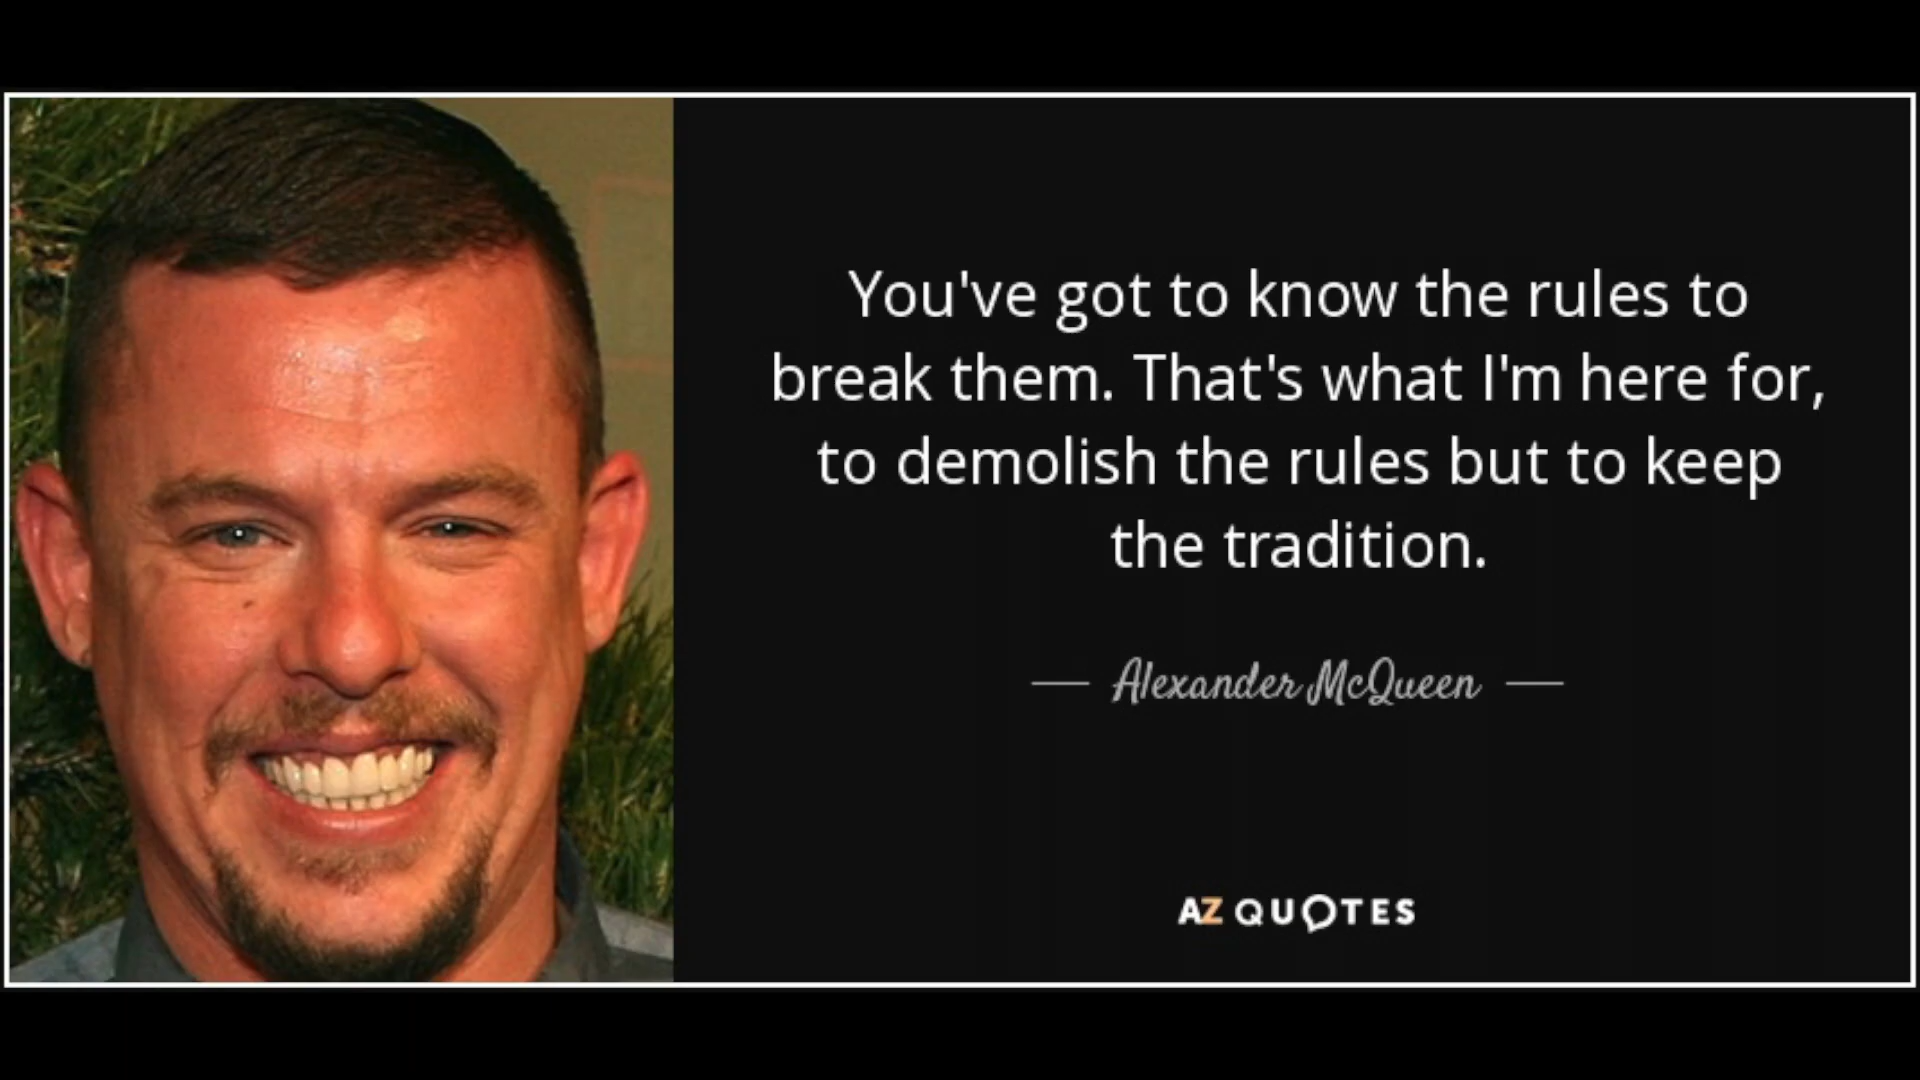 You've got to know the rules to
break them. That's what I'm here for,
to demolish the rules but to keep
the tradition.
Alexander McQueen
AZ QUOTES